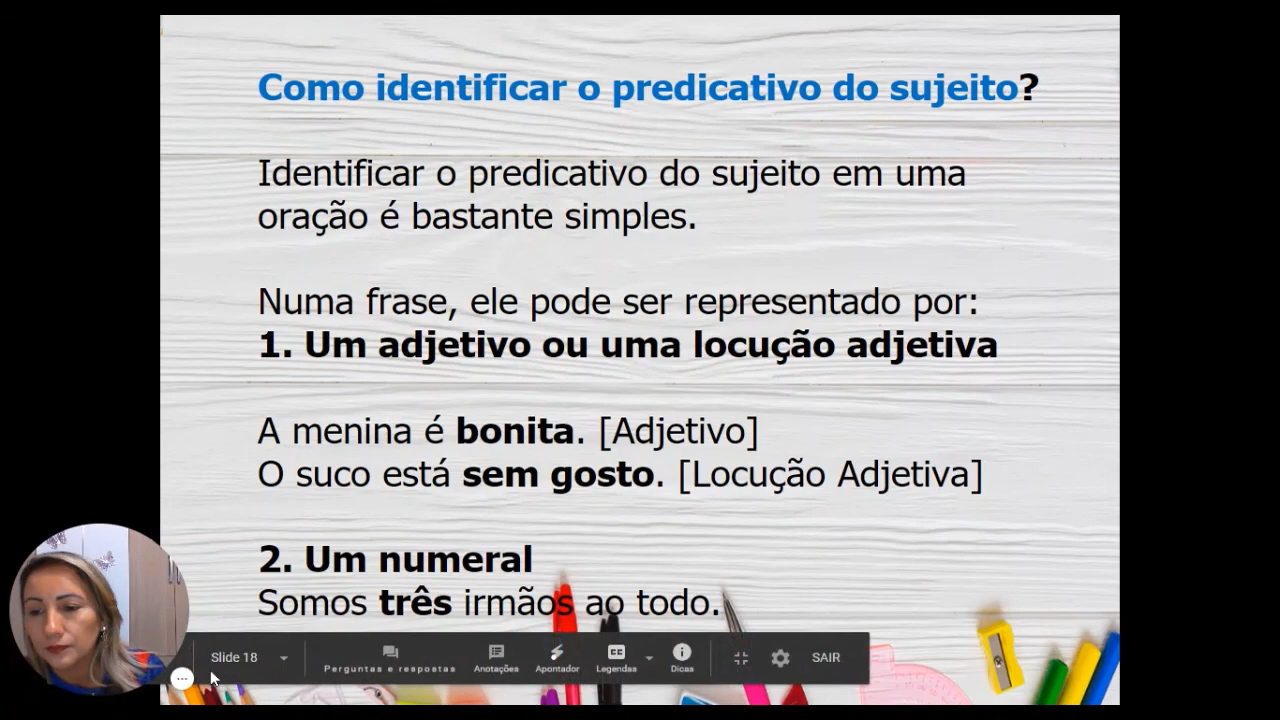 Como identificar o predicativo do sujeito?
Identificar o predicativo do sujeito em uma
oração é bastante simples.
Numa frase, ele pode ser representado por:
1. Um adjetivo ou uma locução adjetiva
A menina é bonita. [Adjetivo]
O suco está sem gosto. [Locução Adjetiva]
2. Um numeral
Somos três irmãos ao todo.
Slide 18
Perguntas e respostas
Anotações
Apontador
CC
Legendas
Dicas
SAIR